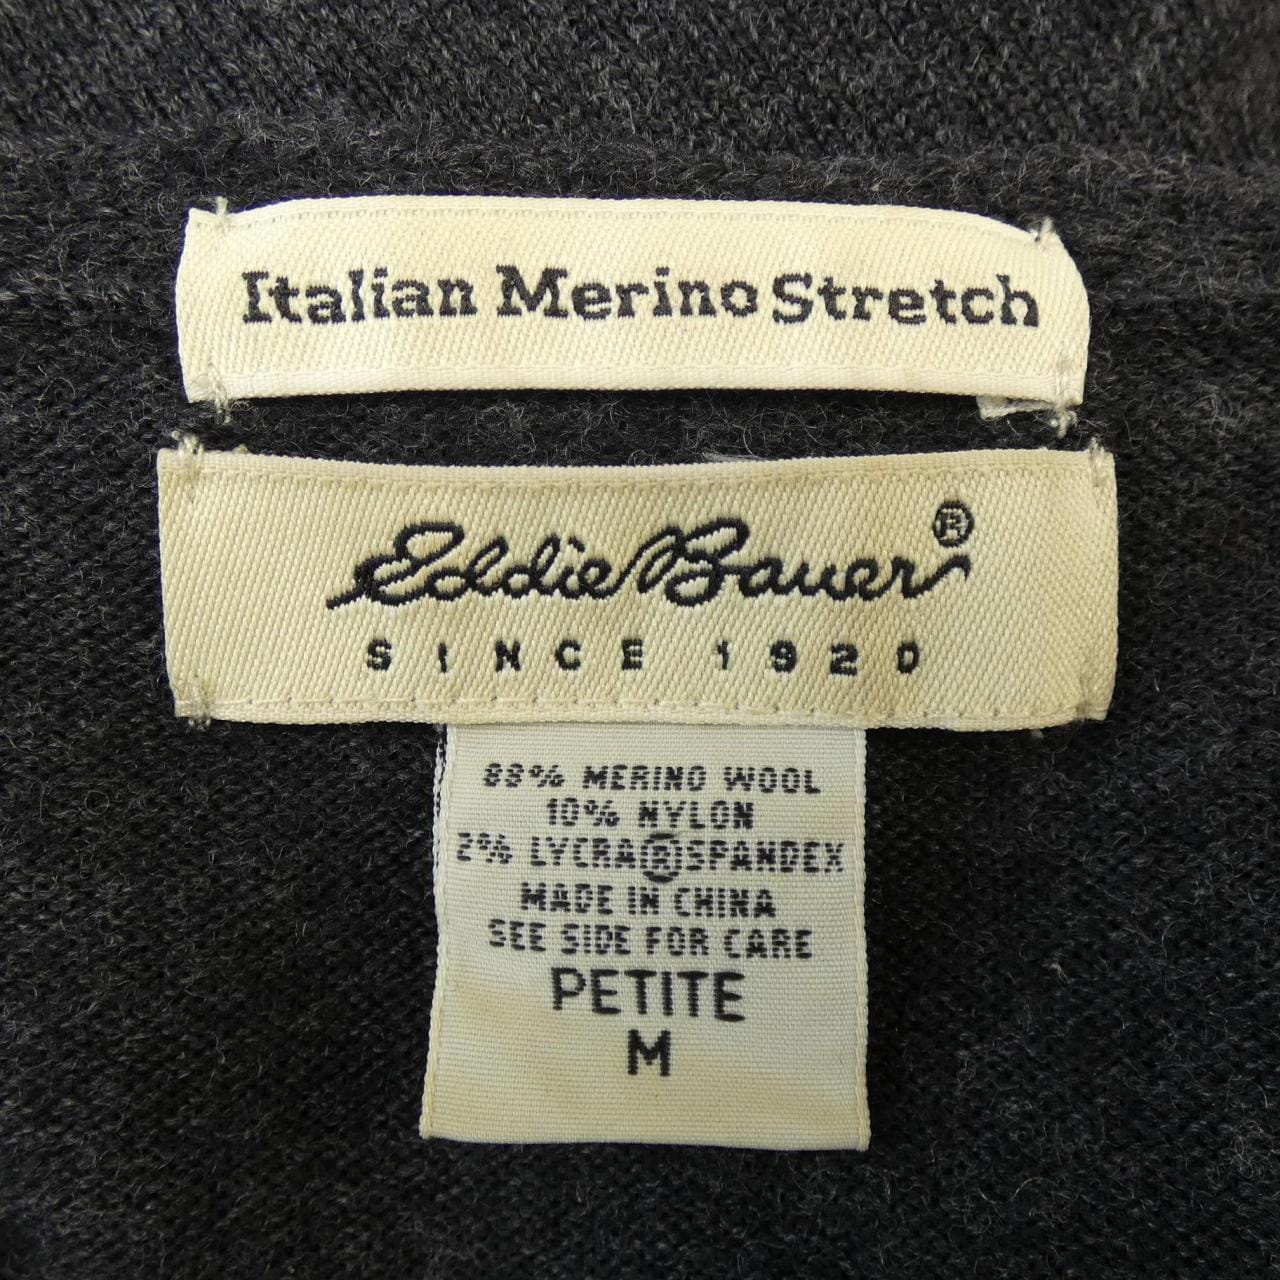 Italian Merino Stretch
Eddie Bauer®
SINCE 1920
88% MERINO WOOL
10% NYLON
2% LYCRA®SPANDEX
MADE IN CHINA
SEE SIDE FOR CARE
PETITE
M